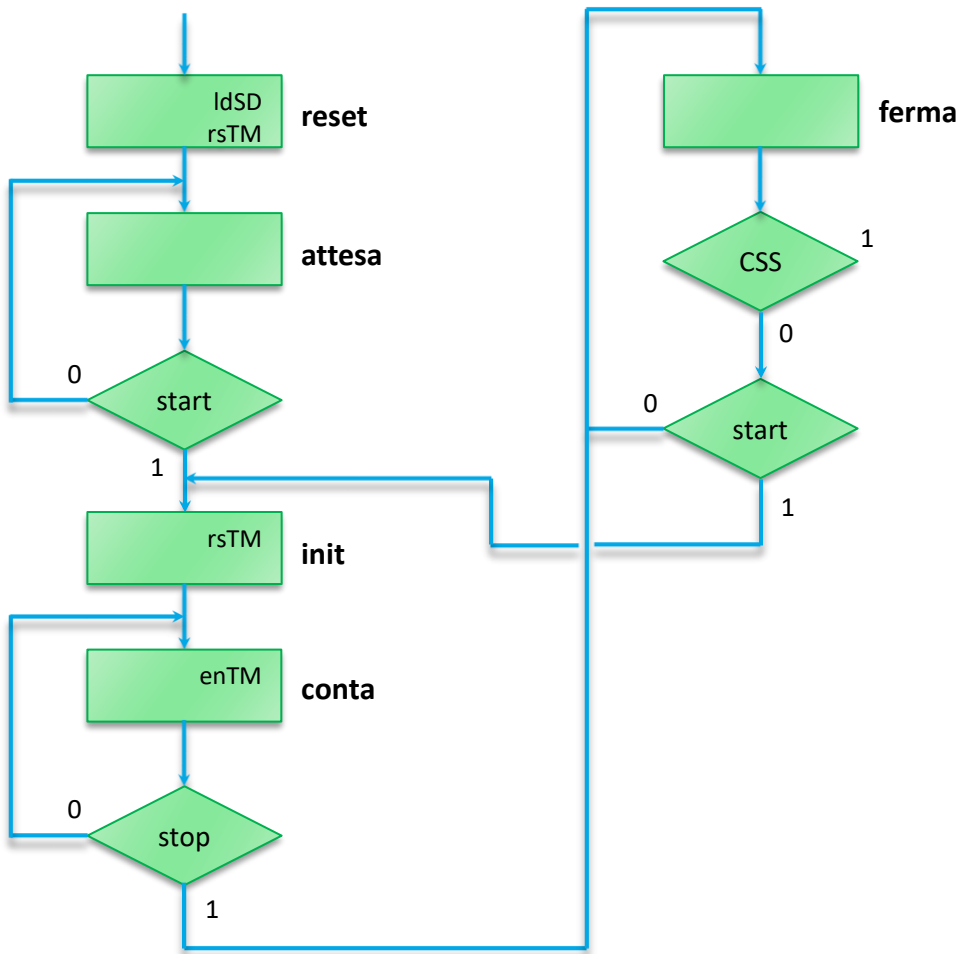 ldSD
rsTM
reset
attesa
0
start
1
rsTM
init
enTM
conta
0
stop
1
ferma
CSS
1
0
0
start
1